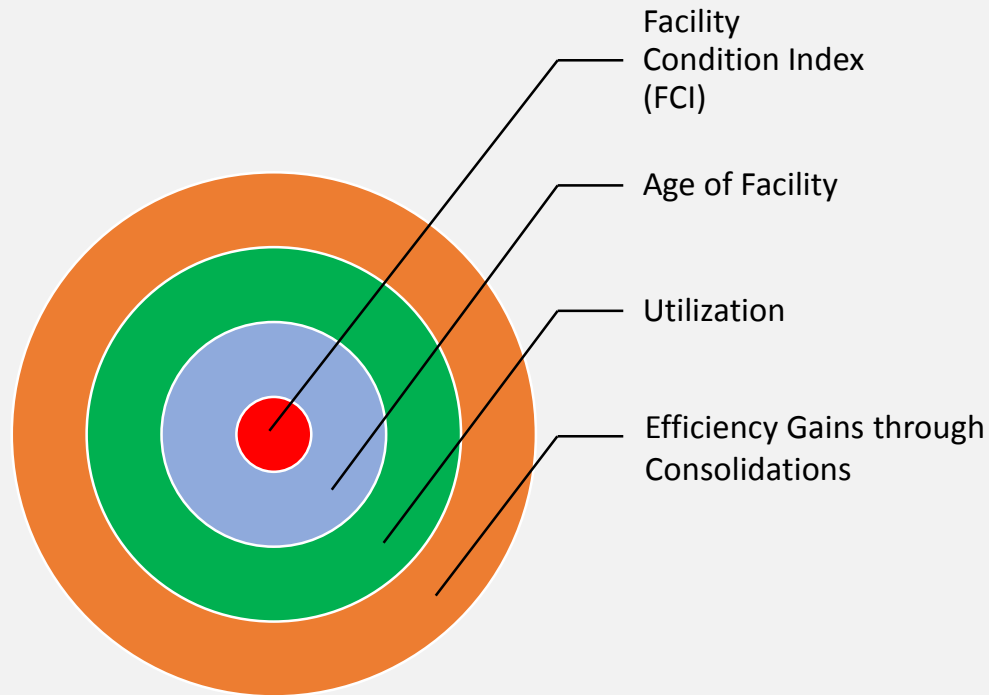 Facility
Condition Index
(FCI)
Age of Facility
Utilization
Efficiency Gains through
Consolidations